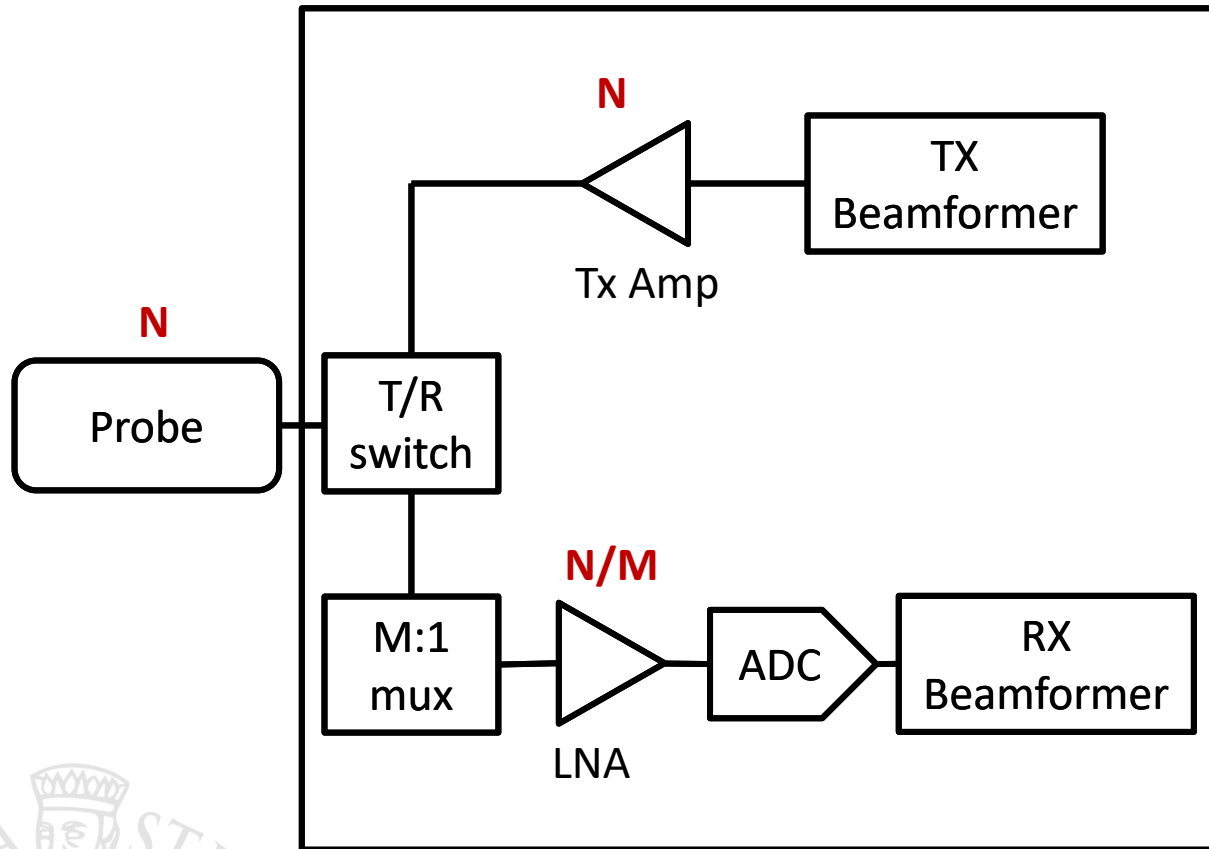 N
TX
Beamformer
Tx Amp
N
Probe
T/R
switch
N/M
M:1
mux
LNA
ADC
RX
Beamformer